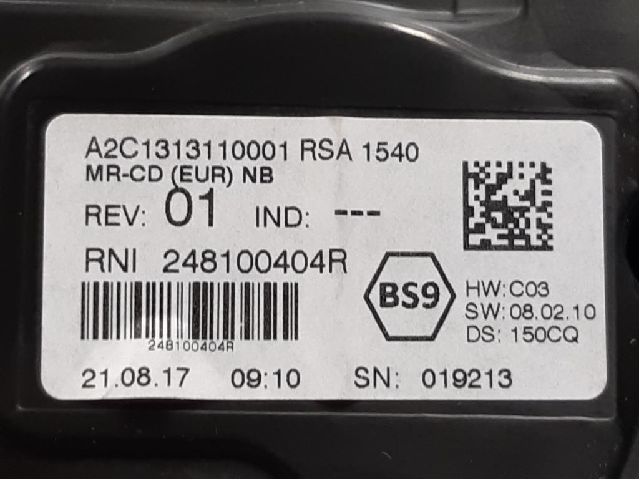 A2C1313110001 RSA 1540
MR-CD (EUR) NB
REV: 01 IND: ---
RNI 248100404R
248100404R
BS9
HW:C03
SW:08.02.10
DS: 150CQ
21.08.17 09:10 SN: 019213